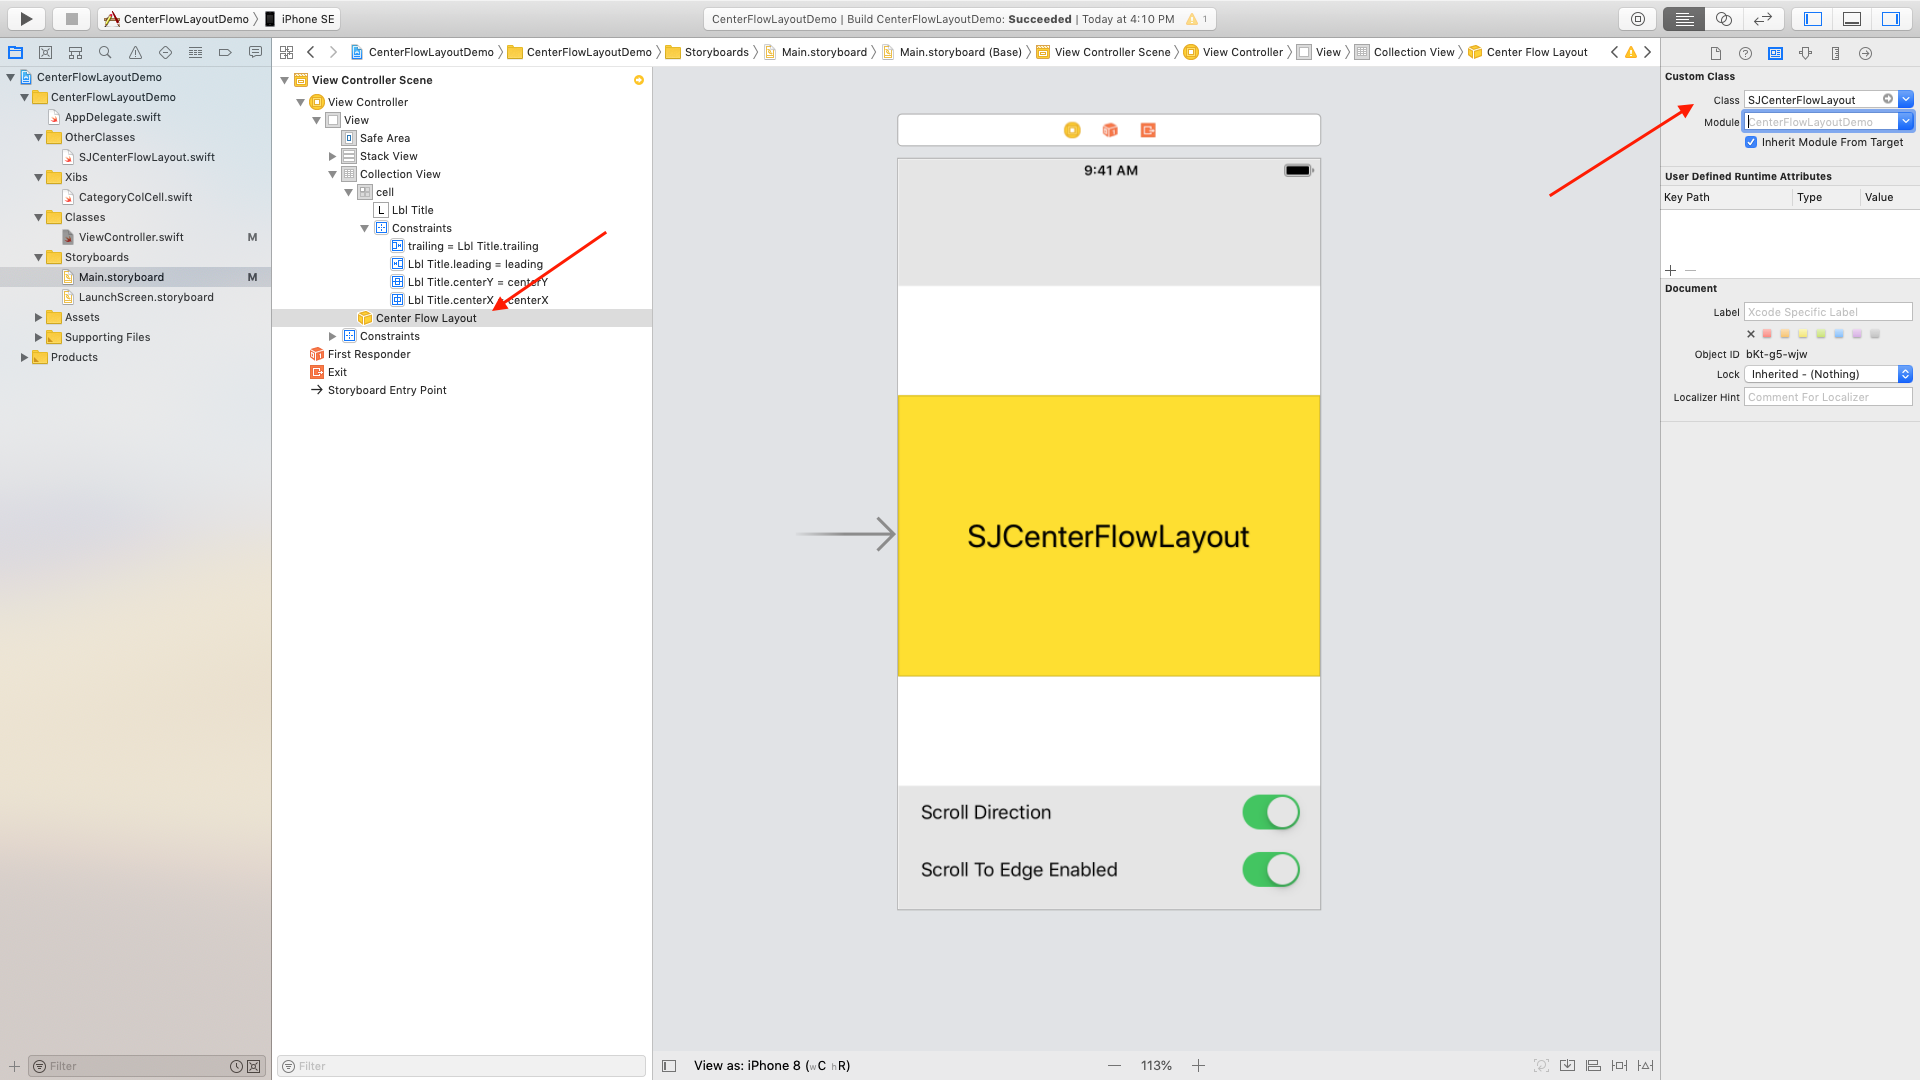 CenterFlowLayoutDemo iPhone SE
CenterFlowLayoutDemo | Build CenterFlowLayoutDemo: Succeeded | Today at 4:10 PM 1
CenterFlowLayoutDemo CenterFlowLayoutDemo Storyboards Main.storyboard Main.storyboard (Base) View Controller Scene View Controller View Collection View Center Flow Layout
CenterFlowLayoutDemo
CenterFlowLayoutDemo
AppDelegate.swift
OtherClasses
SJCenterFlowLayout.swift
Xibs
CategoryColCell.swift
Classes
ViewController.swift M
Storyboards
Main.storyboard M
LaunchScreen.storyboard
Assets
Supporting Files
Products
Filter
View Controller Scene
View Controller
View
Safe Area
Stack View
Collection View
cell
L Lbl Title
Constraints
trailing = Lbl Title.trailing
Lbl Title.leading = leading
Lbl Title.centerY = centerY
Lbl Title.centerX = centerX
Center Flow Layout
Constraints
First Responder
Exit
Storyboard Entry Point
Filter
9:41 AM
SJCenterFlowLayout
Scroll Direction
Scroll To Edge Enabled
View as: iPhone 8 (wC hR)
113%
Custom Class
Class SJCenterFlowLayout
Module CenterFlowLayoutDemo
Inherit Module From Target
User Defined Runtime Attributes
Key Path Type Value
Document
Label Xcode Specific Label
Object ID bKt-g5-wjw
Lock Inherited - (Nothing)
Localizer Hint Comment For Localizer